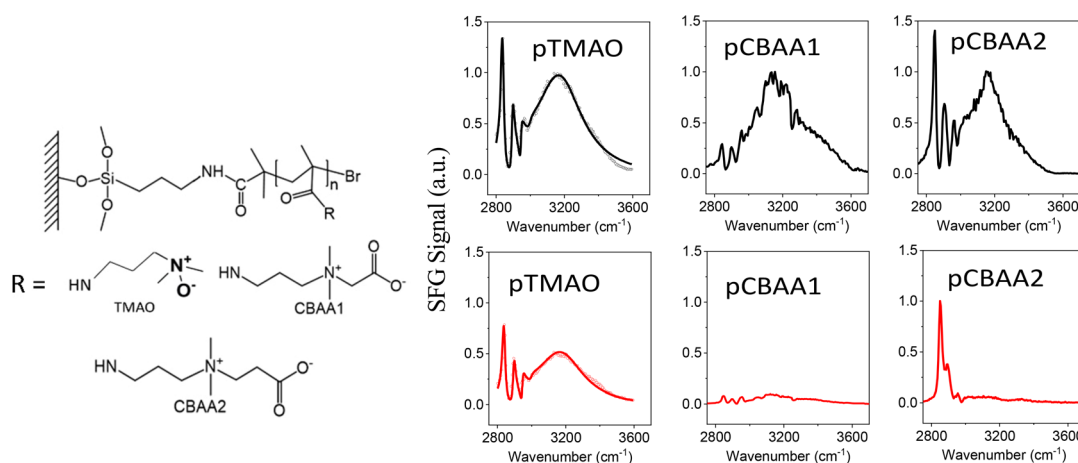 O
O
Si
O
O
NH
O
n
Br
O
R
R =
HN
N+
O-
TMAO
HN
N+
O
O-
CBAA1
HN
N+
O-
O
CBAA2
SFG Signal (a.u.)
pTMAO
1.5
1.0
0.5
0.0
2800 3200 3600
Wavenumber (cm-1)
pCBAA1
1.5
1.0
0.5
0.0
2800 3200 3600
Wavenumber (cm-1)
pCBAA2
1.5
1.0
0.5
0.0
2800 3200 3600
Wavenumber (cm-1)
pTMAO
1.5
1.0
0.5
0.0
2800 3200 3600
Wavenumber (cm-1)
pCBAA1
1.5
1.0
0.5
0.0
2800 3200 3600
Wavenumber (cm-1)
pCBAA2
1.5
1.0
0.5
0.0
2800 3200 3600
Wavenumber (cm-1)